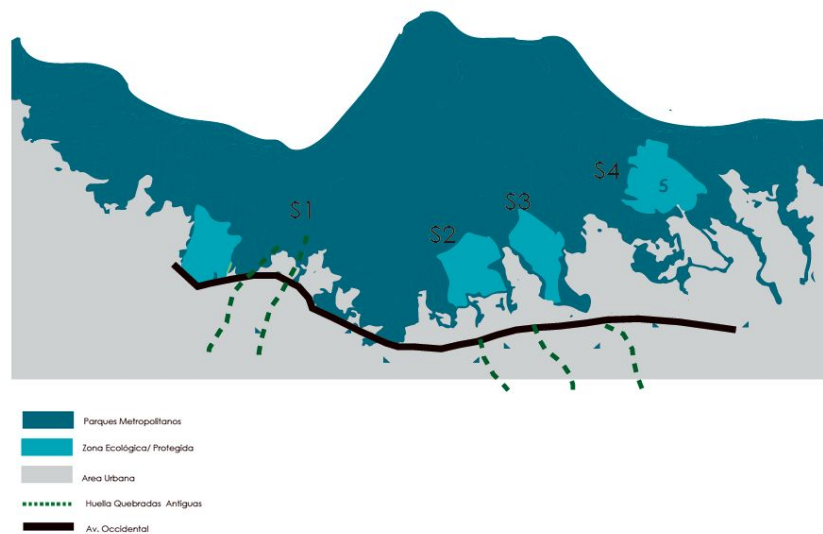 S1
S2
S3
S4
5
Parques Metropolitanos
Zona Ecológica/ Protegida
Area Urbana
Huella Quebradas Antiguas
Av. Occidental